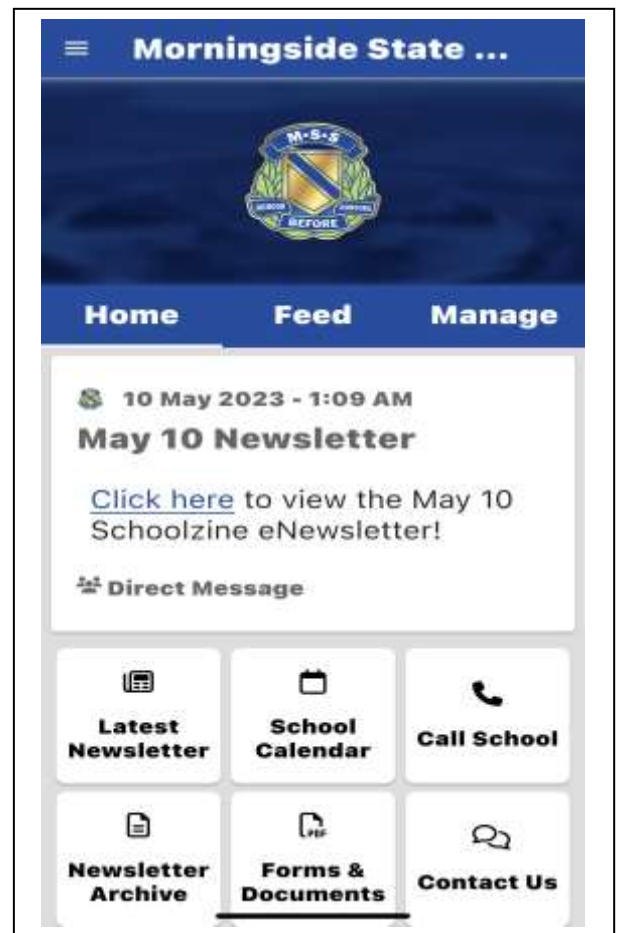 Morningside State ...
M•S•S
BEFORE
Home Feed Manage
10 May 2023 - 1:09 AM
May 10 Newsletter
Click here to view the May 10
Schoolzine eNewsletter!
Direct Message
Latest
Newsletter
School
Calendar
Call School
PDF
Newsletter
Archive
Forms &
Documents
Contact Us